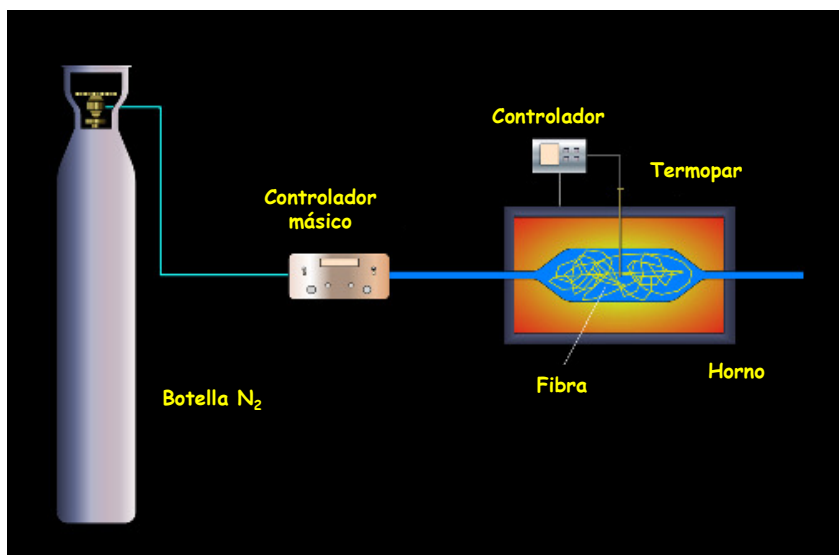 Controlador
Termopar
Controlador
másico
Fibra
Horno
Botella N₂